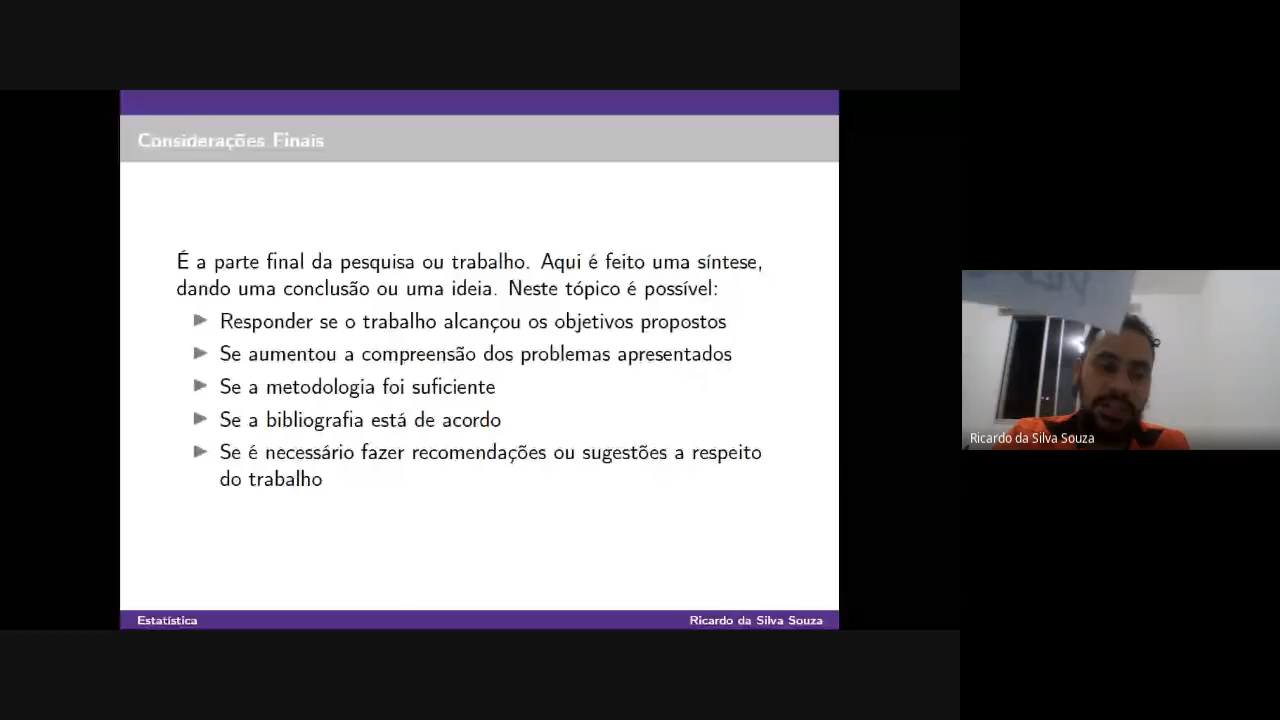 Considerações Finais
É a parte final da pesquisa ou trabalho. Aqui é feito uma síntese,
dando uma conclusão ou uma ideia. Neste tópico é possível:
Responder se o trabalho alcançou os objetivos propostos
Se aumentou a compreensão dos problemas apresentados
Se a metodologia foi suficiente
Se a bibliografia está de acordo
Se é necessário fazer recomendações ou sugestões a respeito
do trabalho
Estatística
Ricardo da Silva Souza
Ricardo da Silva Souza